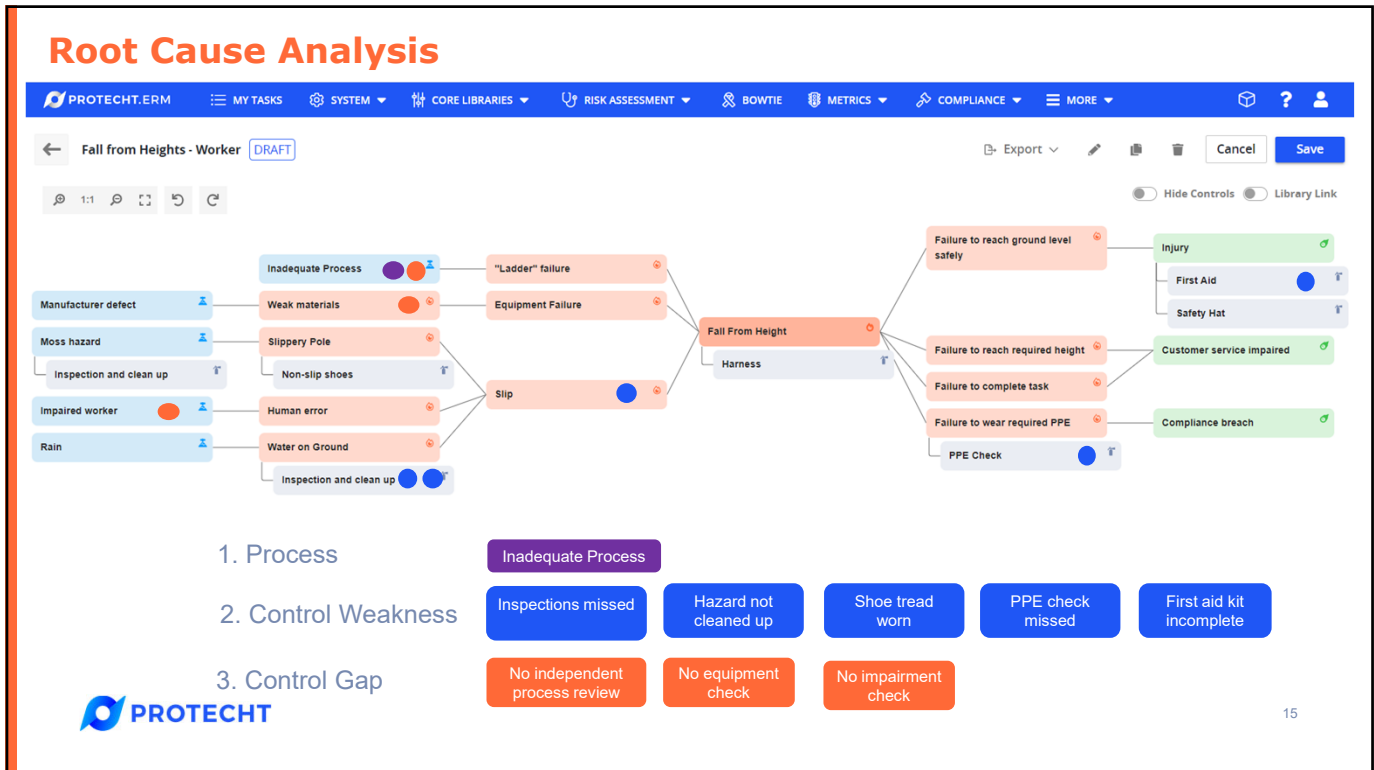 Root Cause Analysis
PROTECHT.ERM MY TASKS SYSTEM CORE LIBRARIES RISK ASSESSMENT BOWTIE METRICS COMPLIANCE MORE ?
Fall from Heights - Worker DRAFT Export Cancel Save
1:1 Hide Controls Library Link
Failure to reach ground level
safely
Injury
Inadequate Process "Ladder" failure
First Aid
Manufacturer defect Weak materials Equipment Failure
Safety Hat
Fall From Height
Moss hazard Slippery Pole
Failure to reach required height Customer service impaired
Harness
Inspection and clean up Non-slip shoes
Failure to complete task
Slip
Impaired worker Human error
Failure to wear required PPE Compliance breach
Rain Water on Ground
PPE Check
Inspection and clean up
1. Process Inadequate Process
2. Control Weakness
Inspections missed
Hazard not
cleaned up
Shoe tread
worn
PPE check
missed
First aid kit
incomplete
3. Control Gap
No independent
process review
No equipment
check
No impairment
check
PROTECHT
15